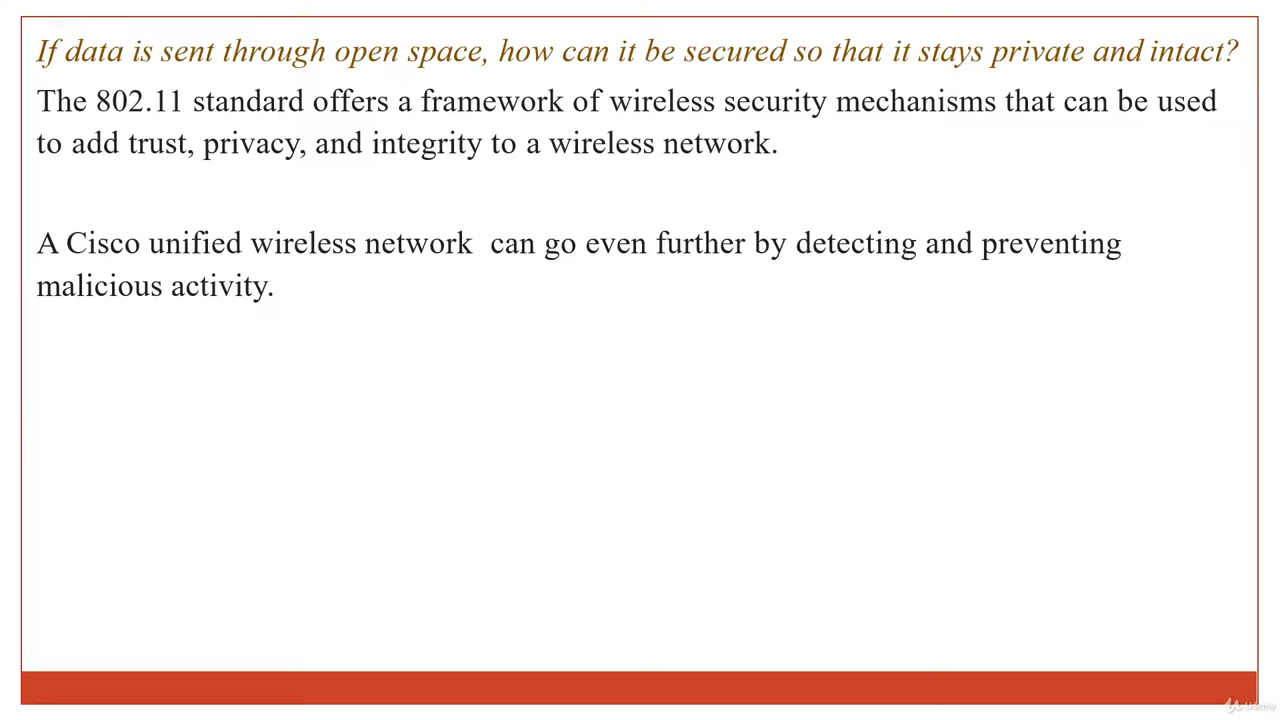 If data is sent through open space, how can it be secured so that it stays private and intact?
The 802.11 standard offers a framework of wireless security mechanisms that can be used
to add trust, privacy, and integrity to a wireless network.
A Cisco unified wireless network  can go even further by detecting and preventing
malicious activity.
Udemy